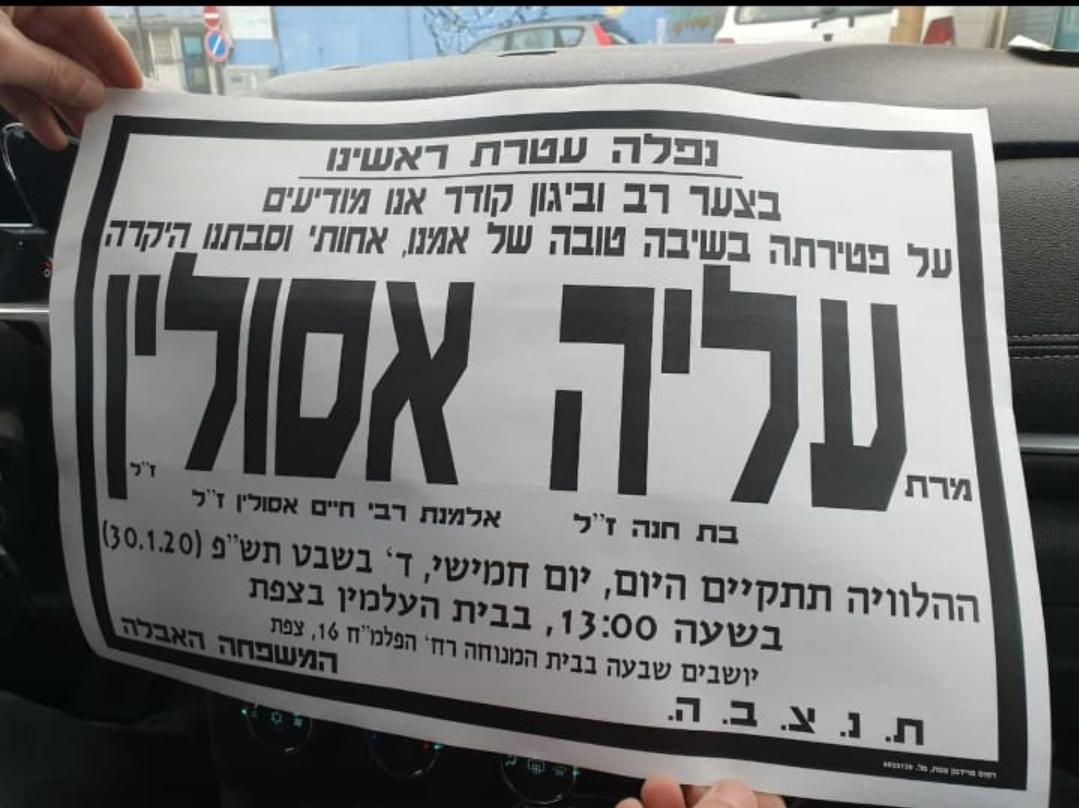 נפלה עטרת ראשינו
בצער רב וביגון קודר אנו מודיעים
על פטירתה בשיבה טובה של אמנו, אחותי וסבתנו היקרה
מרת עליה אסולין ז"ל
בת חנה ז"ל אלמנת רבי חיים אסולין ז"ל
ההלוויה תתקיים היום, יום חמישי, ד' בשבט תש"פ (30.1.20)
בשעה 13:00, בבית העלמין בצפת
יושבים שבעה בבית המנוחה רח' הפלמ"ח 16, צפת
המשפחה האבלה
ת. נ. צ. ב. ה.